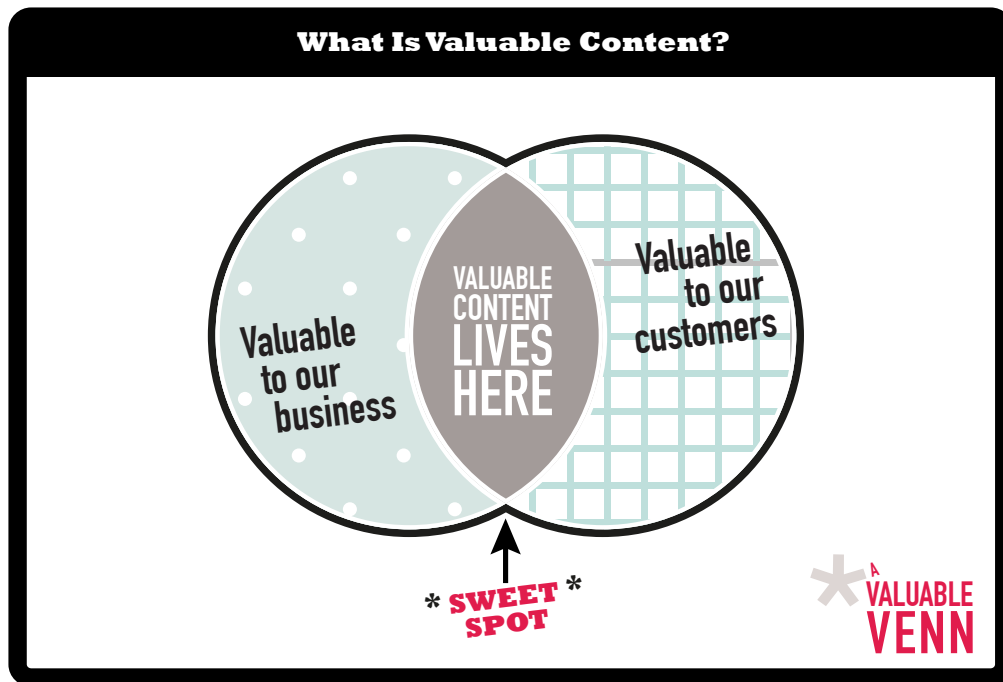 What Is Valuable Content?
Valuable
to our
business
VALUABLE
CONTENT
LIVES
HERE
Valuable
to our
customers
* SWEET *
SPOT
* A
VALUABLE
VENN